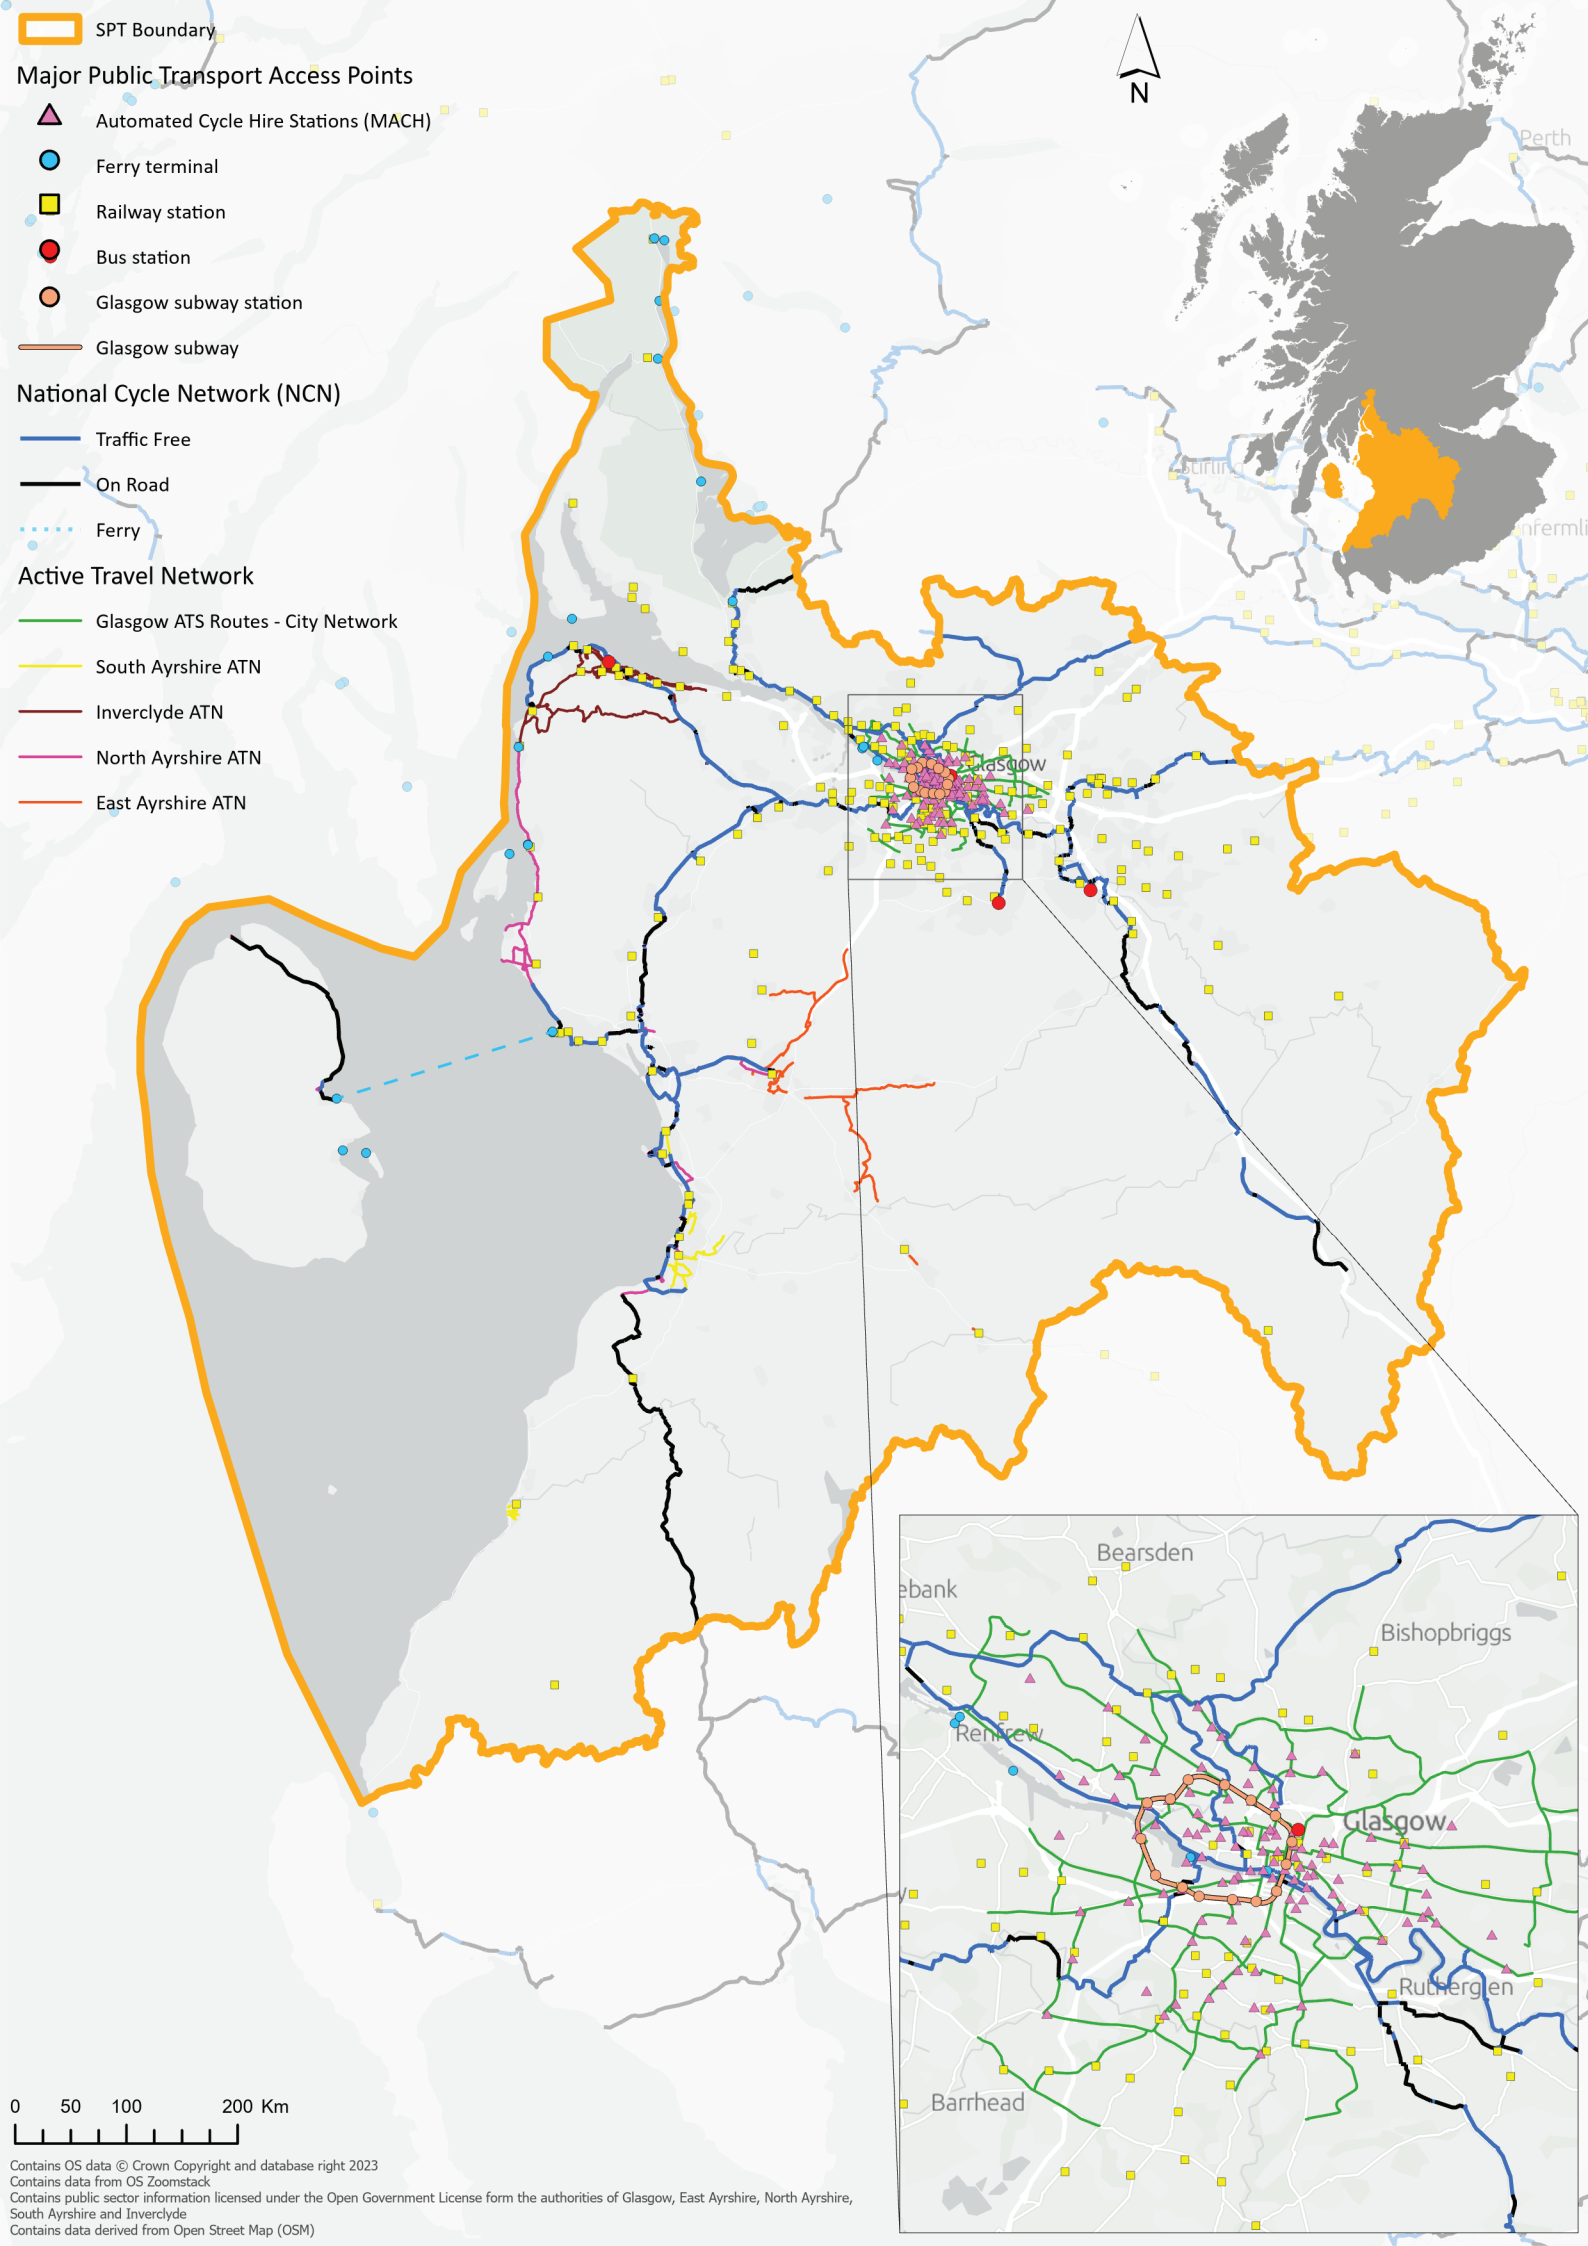 SPT Boundary
Major Public Transport Access Points
Automated Cycle Hire Stations (MACH)
Ferry terminal
Railway station
Bus station
Glasgow subway station
Glasgow subway
National Cycle Network (NCN)
Traffic Free
On Road
Ferry
Active Travel Network
Glasgow ATS Routes - City Network
South Ayrshire ATN
Inverclyde ATN
North Ayrshire ATN
East Ayrshire ATN
N
Perth
Stirling
nfermli
Glasgow
Bearsden
ebank
Bishopbriggs
Renfrew
Glasgow
y
Rutherglen
Barrhead
0 50 100 200 Km
Contains OS data © Crown Copyright and database right 2023
Contains data from OS Zoomstack
Contains public sector information licensed under the Open Government License form the authorities of Glasgow, East Ayrshire, North Ayrshire,
South Ayrshire and Inverclyde
Contains data derived from Open Street Map (OSM)